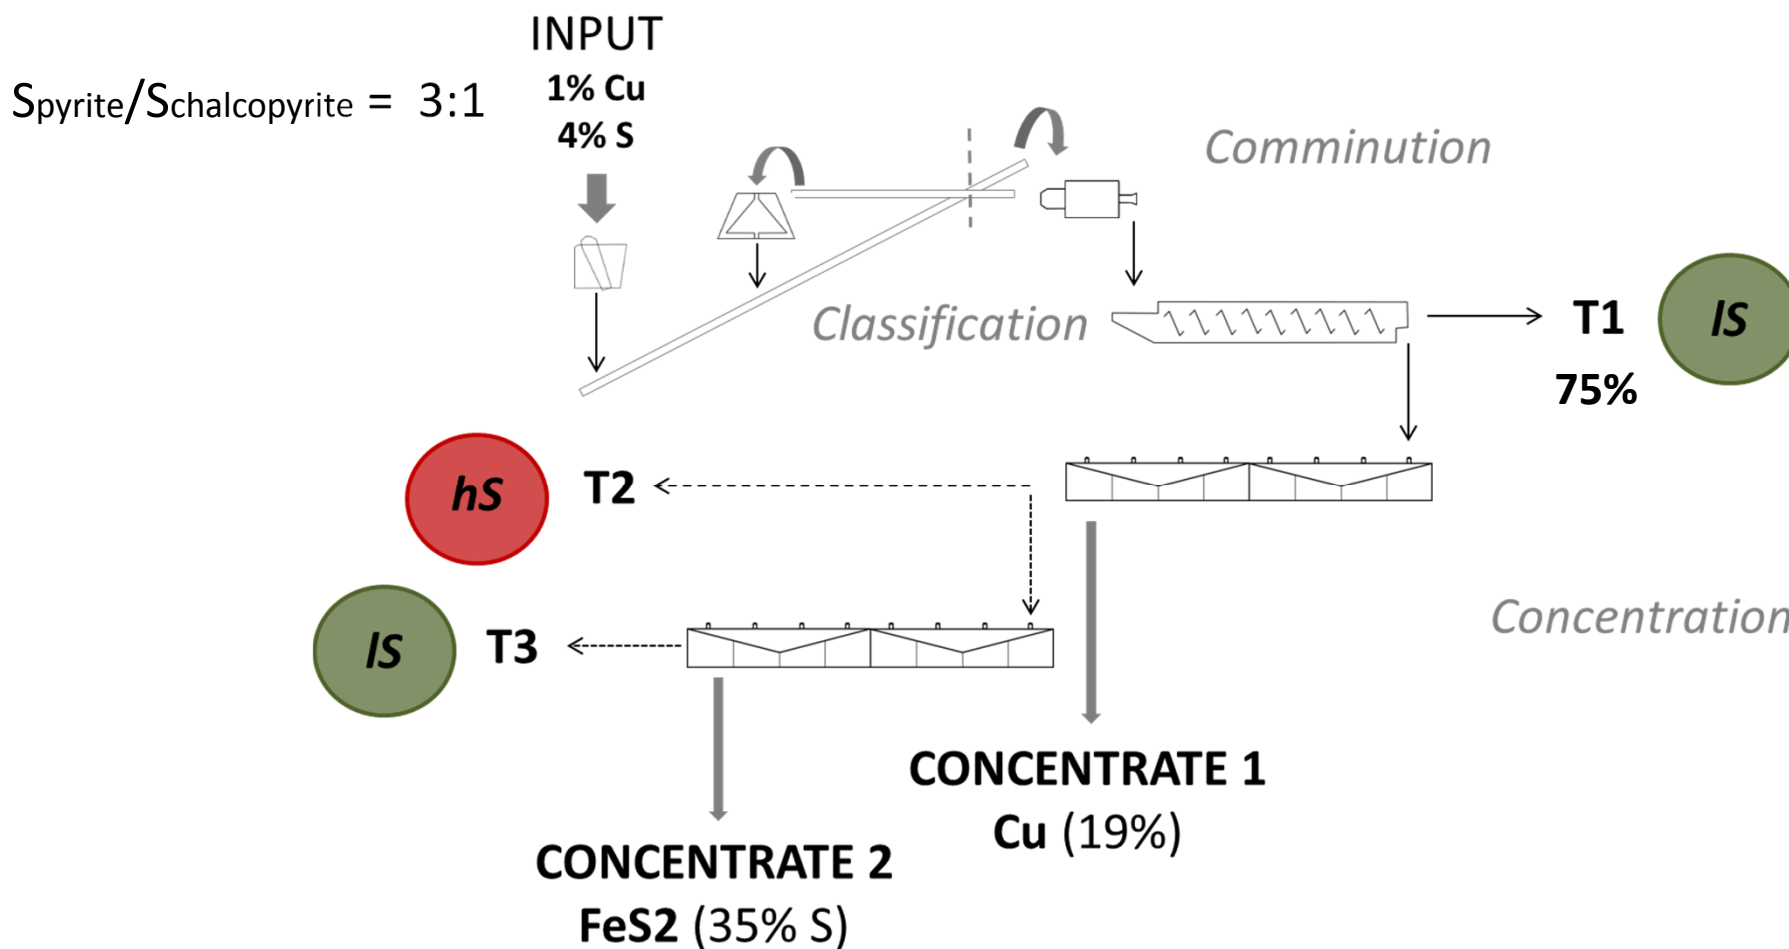 INPUT
1% Cu
4% S
Spyrite/Schalcopyrite = 3:1
Comminution
Classification
T1
75%
lS
hS
T2
lS
T3
Concentration
CONCENTRATE 1
Cu (19%)
CONCENTRATE 2
FeS2 (35% S)